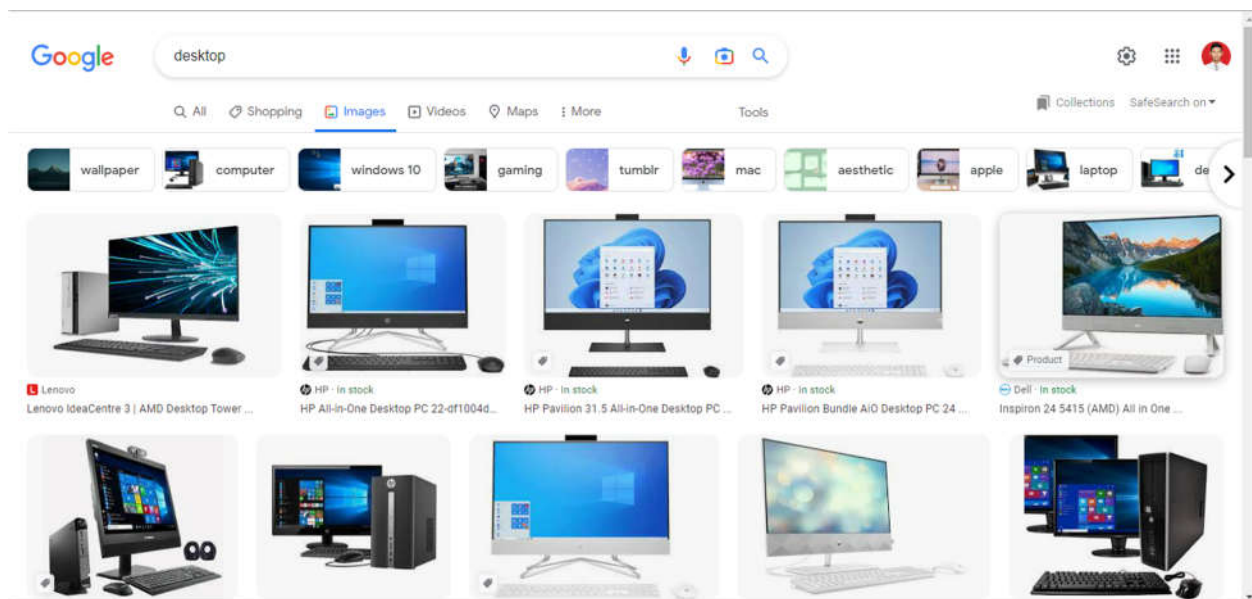 Google
desktop
All
Shopping
Images
Videos
Maps
More
Tools
Collections
SafeSearch on
wallpaper
computer
windows 10
gaming
tumblr
mac
aesthetic
apple
laptop
de
Product
Lenovo
Lenovo IdeaCentre 3 | AMD Desktop Tower ...
HP · In stock
HP All-in-One Desktop PC 22-df1004d...
HP · In stock
HP Pavilion 31.5 All-in-One Desktop PC ...
HP · In stock
HP Pavilion Bundle AiO Desktop PC 24 ...
Dell · In stock
Inspiron 24 5415 (AMD) All in One ...